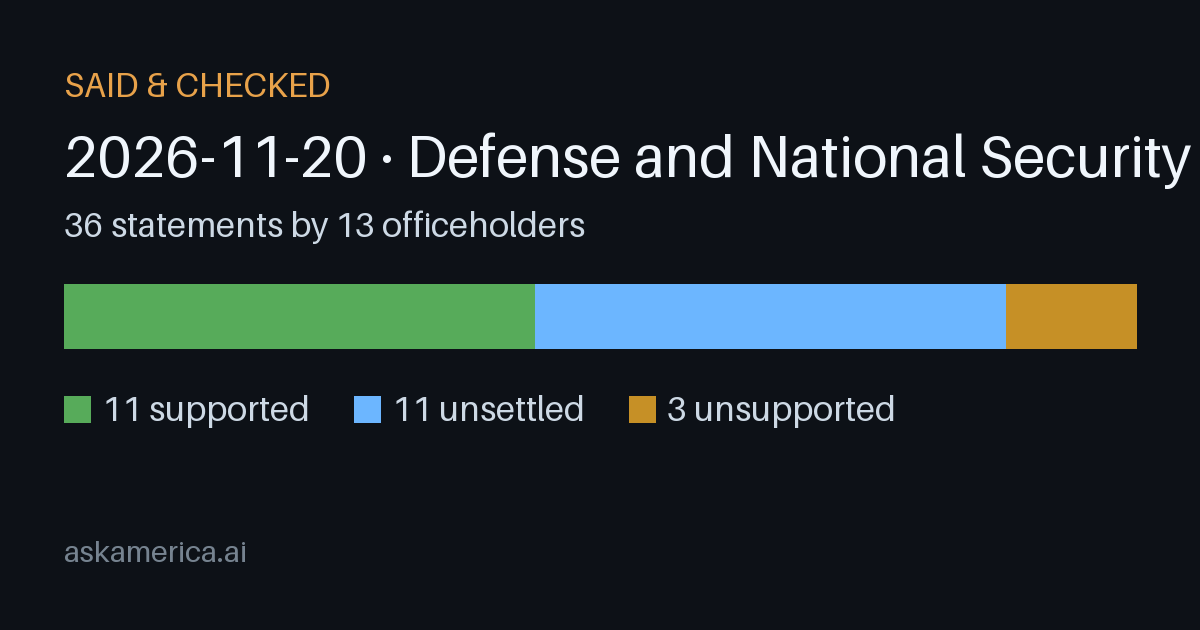 SAID & CHECKED
2026-11-20 · Defense and National Security
36 statements by 13 officeholders
11 supported 11 unsettled 3 unsupported
askamerica.ai